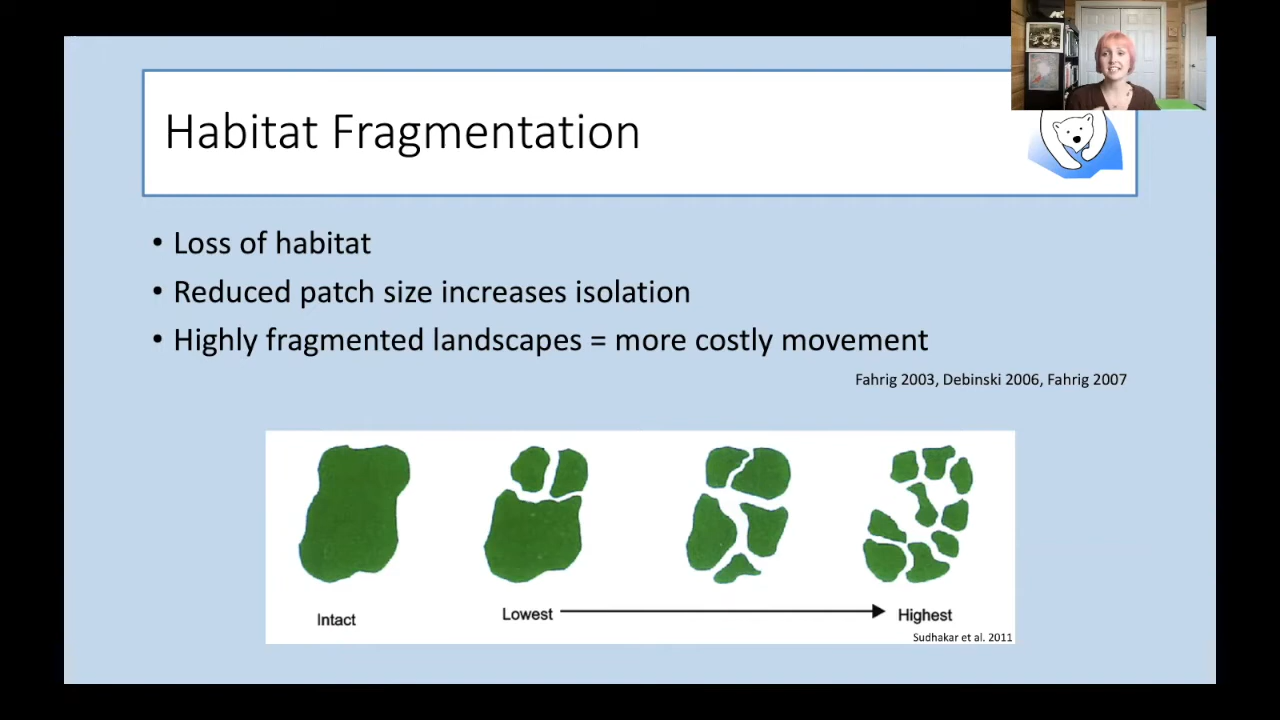 Habitat Fragmentation
• Loss of habitat
• Reduced patch size increases isolation
• Highly fragmented landscapes = more costly movement
Fahrig 2003, Debinski 2006, Fahrig 2007
Intact
Lowest
Highest
Sudhakar et al. 2011